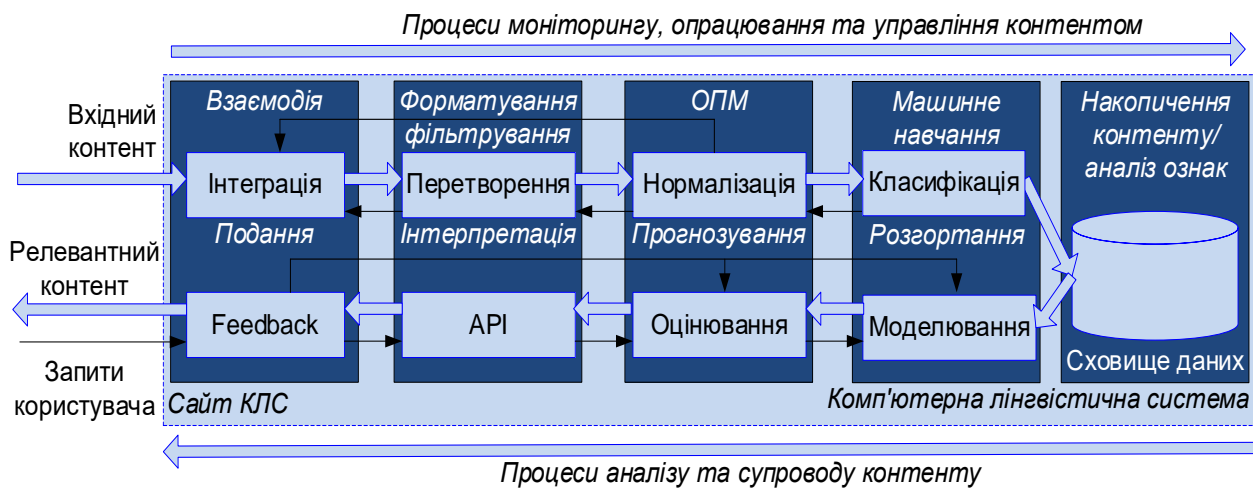 Процеси моніторингу, опрацювання та управління контентом
Вхідний
контент
Взаємодія
Форматування
фільтрування
ОПМ
Машинне
навчання
Накопичення
контенту/
аналіз ознак
Інтеграція
Перетворення
Нормалізація
Класифікація
Релевантний
контент
Подання
Інтерпретація
Прогнозування
Розгортання
Feedback
API
Оцінювання
Моделювання
Сховище даних
Запити
користувача
Сайт КЛС
Комп'ютерна лінгвістична система
Процеси аналізу та супроводу контенту